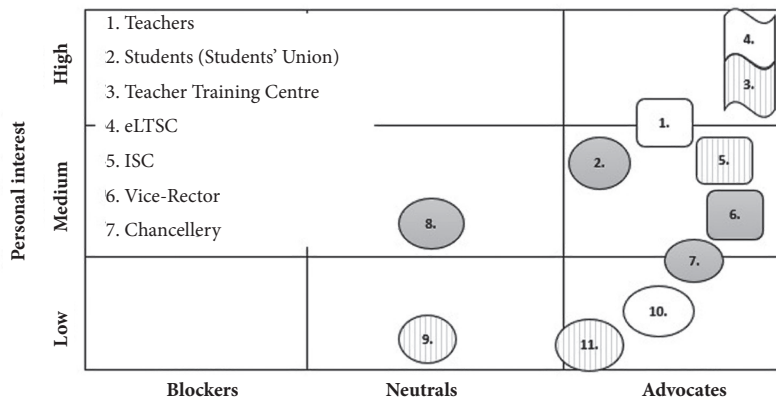 1. Teachers
2. Students (Students' Union)
3. Teacher Training Centre
4. eLTSC
5. ISC
6. Vice-Rector
7. Chancellery
Personal interest
High
Medium
Low
4.
3.
1.
2.
5.
6.
8.
7.
10.
9.
11.
Blockers
Neutrals
Advocates